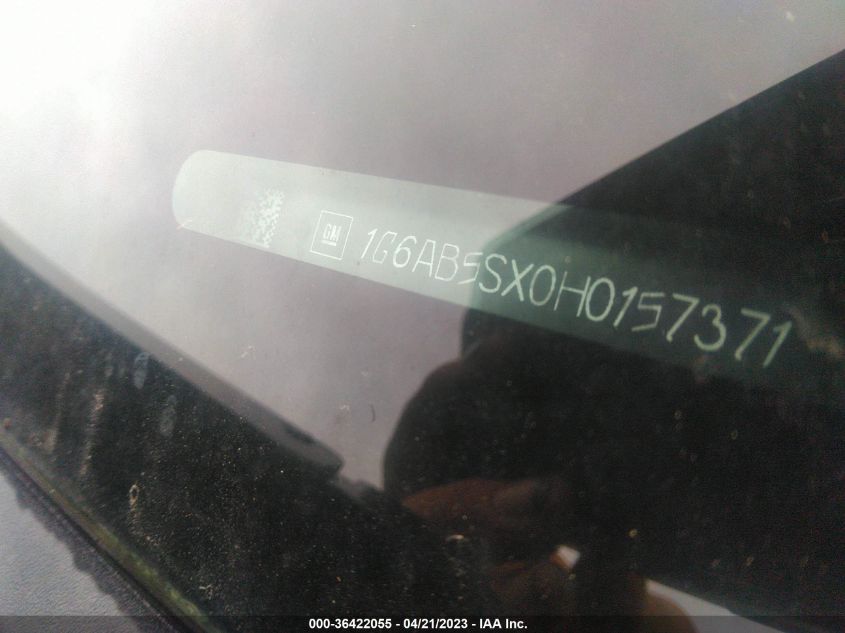 GM 1G6AB5SX0H0157371
000-36422055 - 04/21/2023 - IAA Inc.